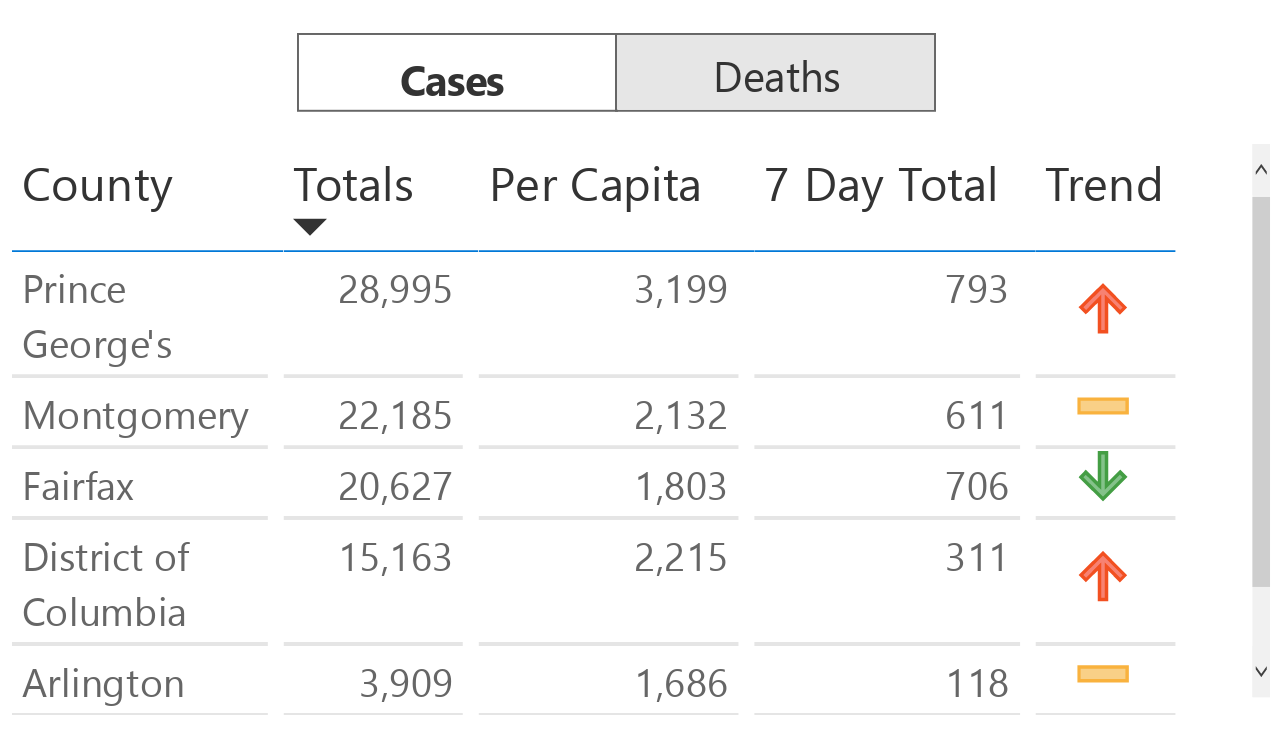 Cases Deaths
County Totals Per Capita 7 Day Total Trend
Prince 28,995 3,199 793
George's
Montgomery 22,185 2,132 611
Fairfax 20,627 1,803 706
District of 15,163 2,215 311
Columbia
Arlington 3,909 1,686 118